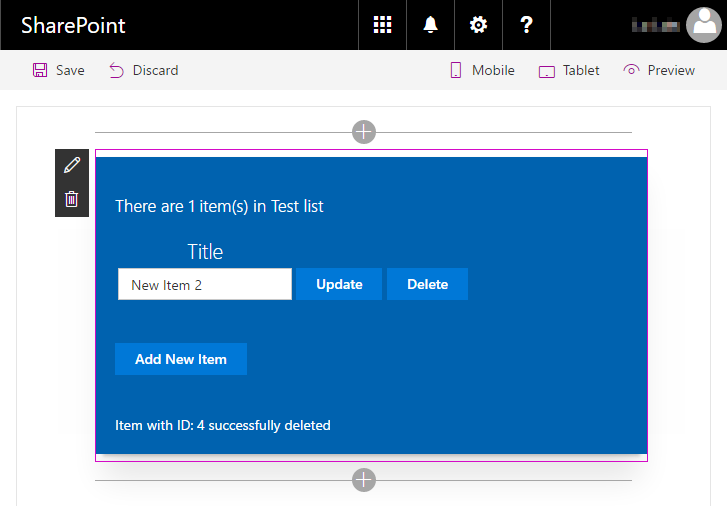 SharePoint
?
Save Discard Mobile Tablet Preview
There are 1 item(s) in Test list
Title
New Item 2 Update Delete
Add New Item
Item with ID: 4 successfully deleted